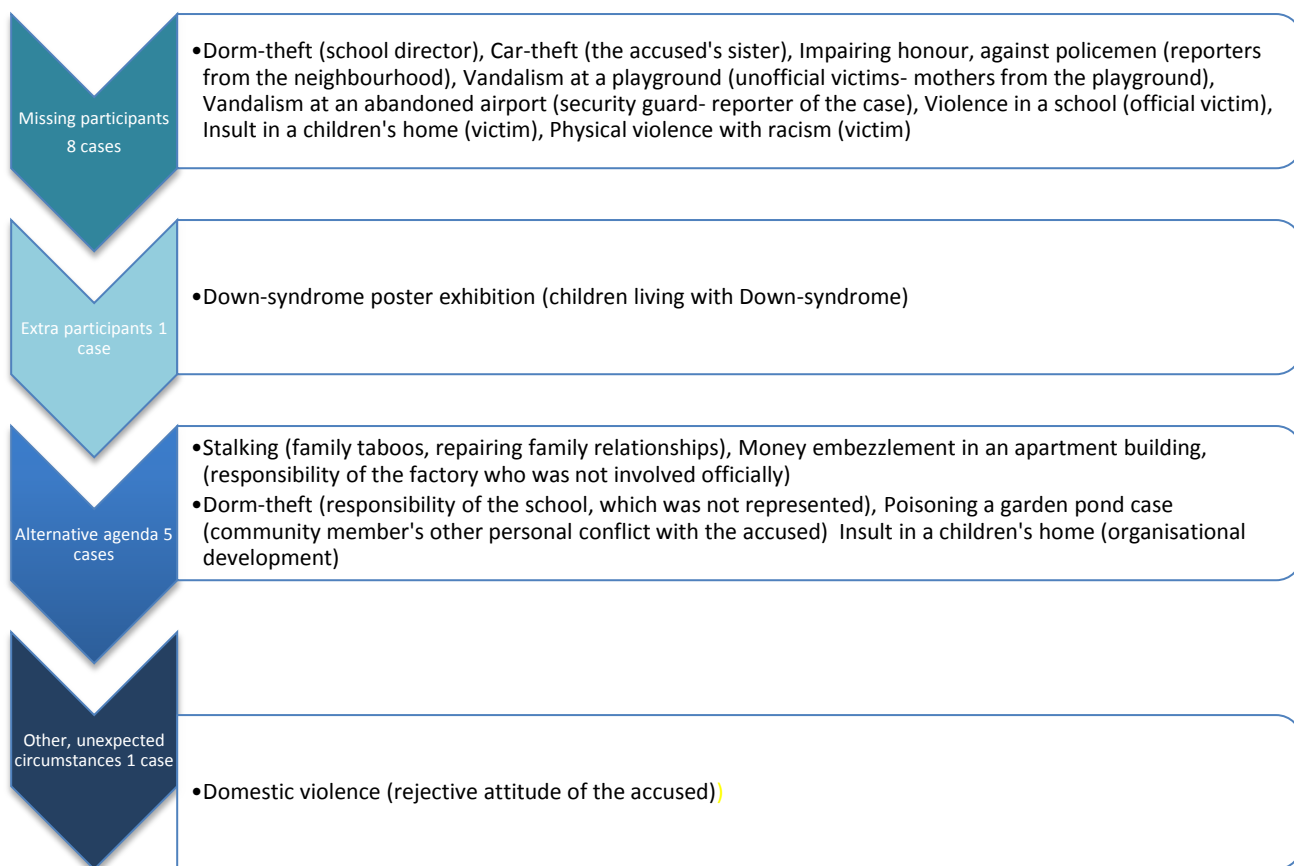 Missing participants
8 cases
•Dorm-theft (school director), Car-theft (the accused's sister), Impairing honour, against policemen (reporters
from the neighbourhood), Vandalism at a playground (unofficial victims- mothers from the playground),
Vandalism at an abandoned airport (security guard- reporter of the case), Violence in a school (official victim),
Insult in a children's home (victim), Physical violence with racism (victim)
Extra participants 1
case
•Down-syndrome poster exhibition (children living with Down-syndrome)
Alternative agenda 5
cases
•Stalking (family taboos, repairing family relationships), Money embezzlement in an apartment building,
(responsibility of the factory who was not involved officially)
•Dorm-theft (responsibility of the school, which was not represented), Poisoning a garden pond case
(community member's other personal conflict with the accused)  Insult in a children's home (organisational
development)
Other, unexpected
circumstances 1 case
•Domestic violence (rejective attitude of the accused))